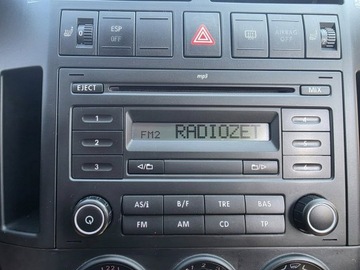 ESP
OFF
EJECT
mp3
MIX
1
4
FM2 RADIOZET
2
5
3
6
AS/i
B/F
TRE
BAS
FM
AM
CD
TP